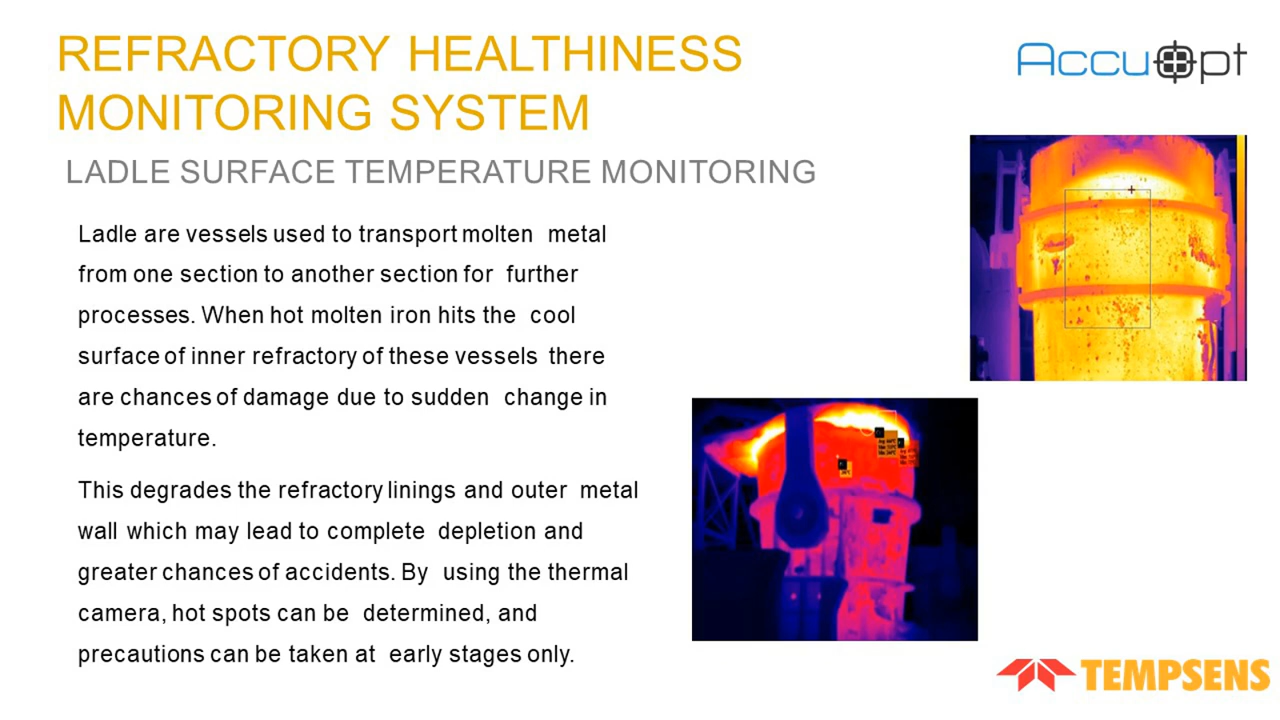 REFRACTORY HEALTHINESS
MONITORING SYSTEM
AccuOpt
LADLE SURFACE TEMPERATURE MONITORING
Ladle are vessels used to transport molten metal
from one section to another section for further
processes. When hot molten iron hits the cool
surface of inner refractory of these vessels there
are chances of damage due to sudden change in
temperature.
This degrades the refractory linings and outer metal
wall which may lead to complete depletion and
greater chances of accidents. By using the thermal
camera, hot spots can be determined, and
precautions can be taken at early stages only.
TEMPSENS